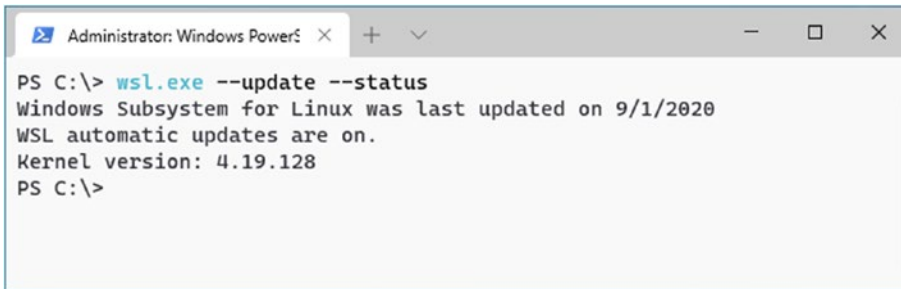 Administrator: Windows PowerS
PS C:\> wsl.exe --update --status
Windows Subsystem for Linux was last updated on 9/1/2020
WSL automatic updates are on.
Kernel version: 4.19.128
PS C:\>